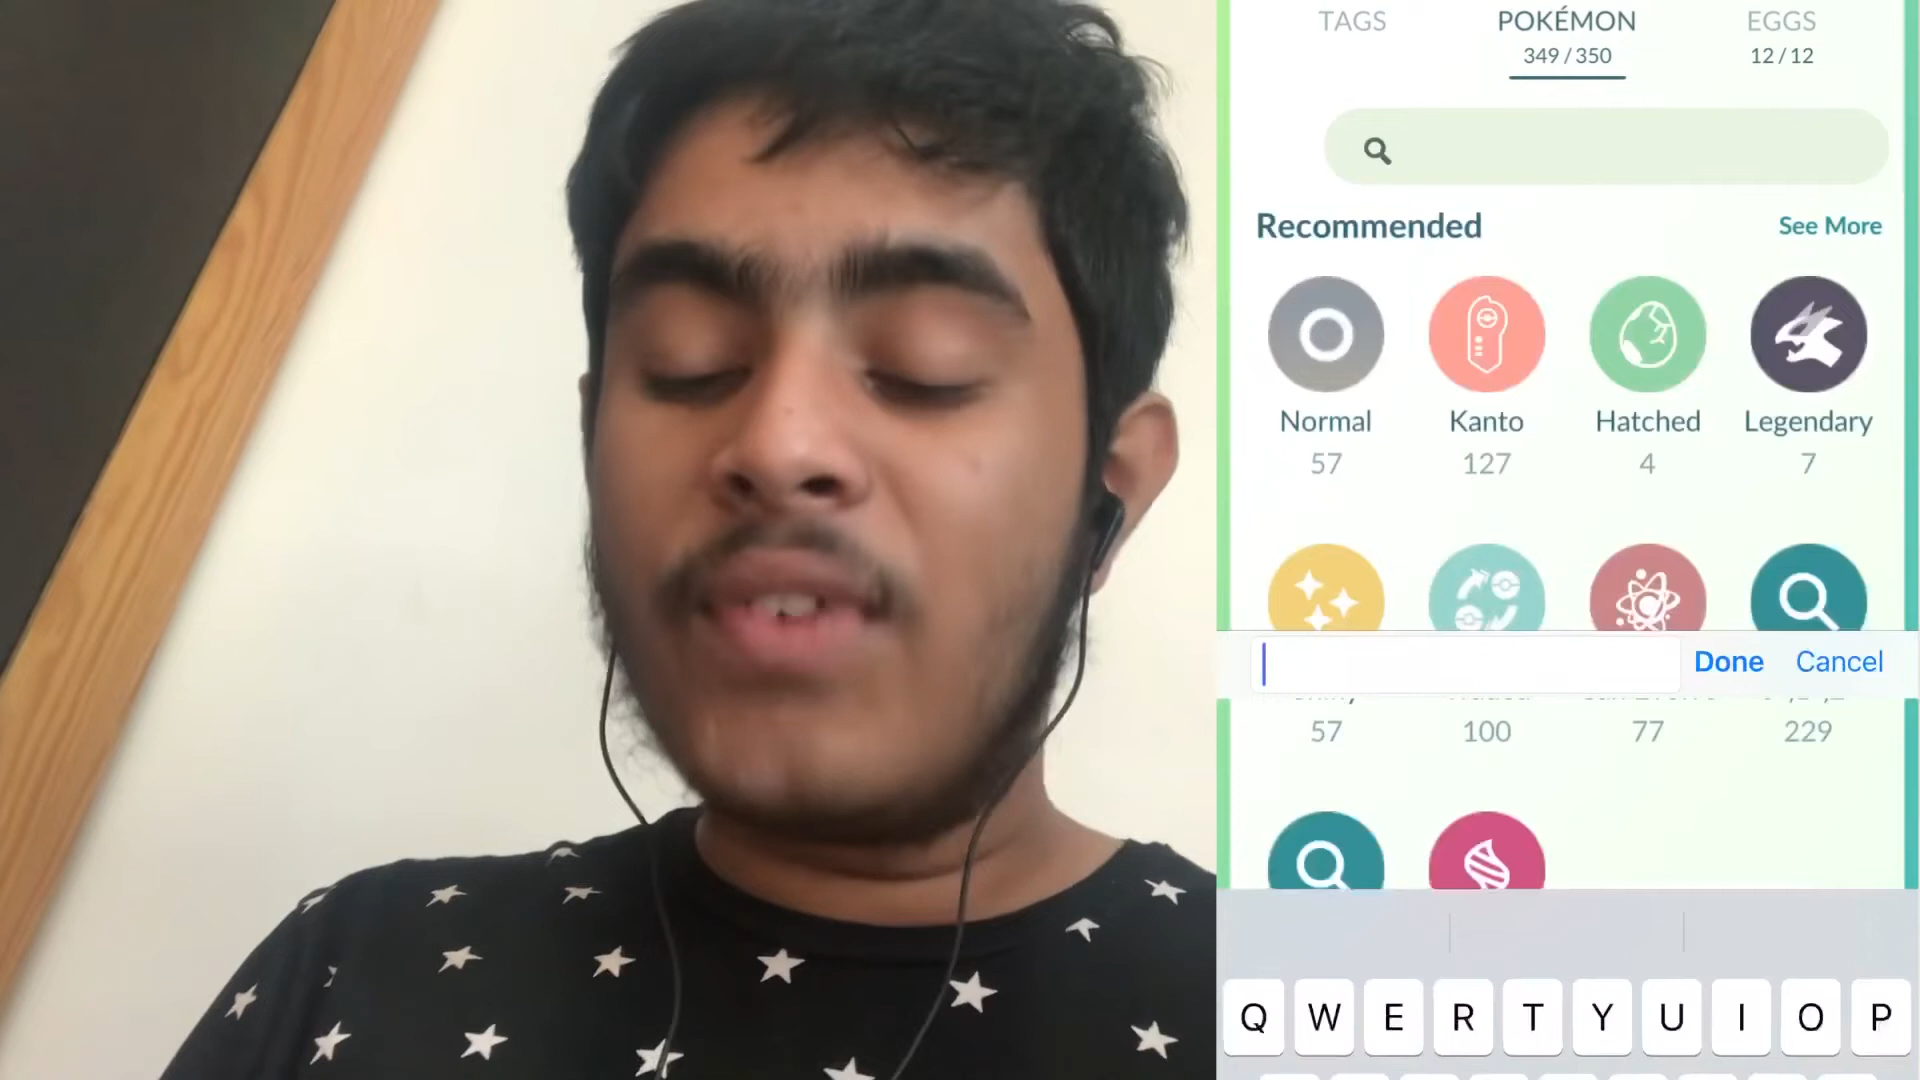 TAGS POKÉMON EGGS
349 / 350 12 / 12
Recommended See More
Normal Kanto Hatched Legendary
57 127 4 7
Done Cancel
57 100 77 229
Q W E R T Y U I O P